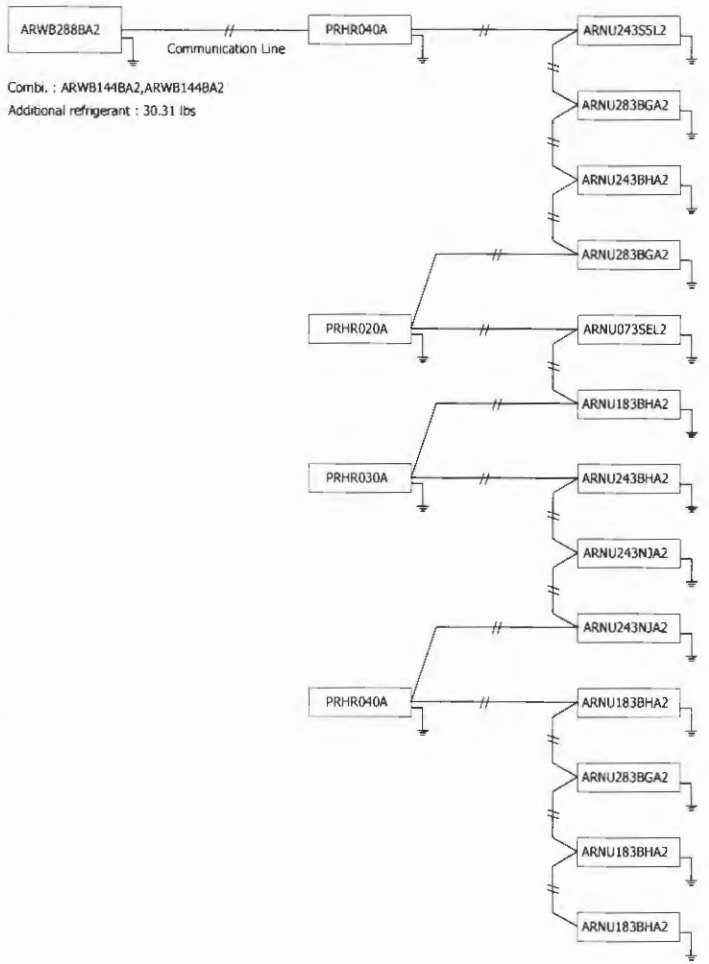 ARWB288BA2
PRHR040A
ARNU243S5L2
Communication Line
Combi. : ARWB144BA2,ARWB144BA2
Additional refrigerant : 30.31 lbs
ARNU283BGA2
ARNU243BHA2
ARNU283BGA2
PRHR020A
ARNU073SEL2
ARNU183BHA2
PRHR030A
ARNU243BHA2
ARNU243NJA2
ARNU243NJA2
PRHR040A
ARNU183BHA2
ARNU283BGA2
ARNU183BHA2
ARNU183BHA2